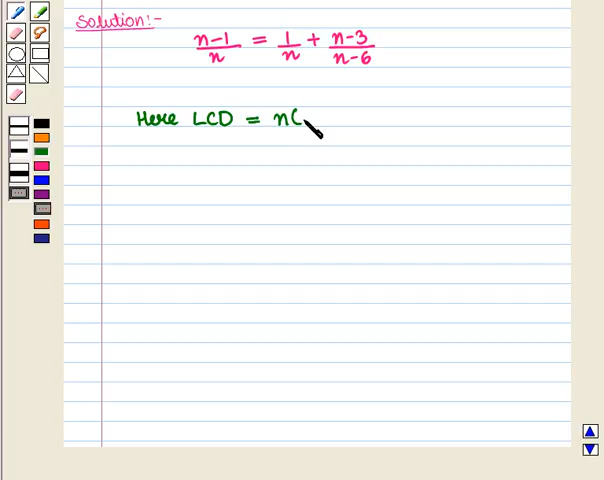 Solution:-
n-1/n = 1/n + n-3/n-6
Here LCD = n(